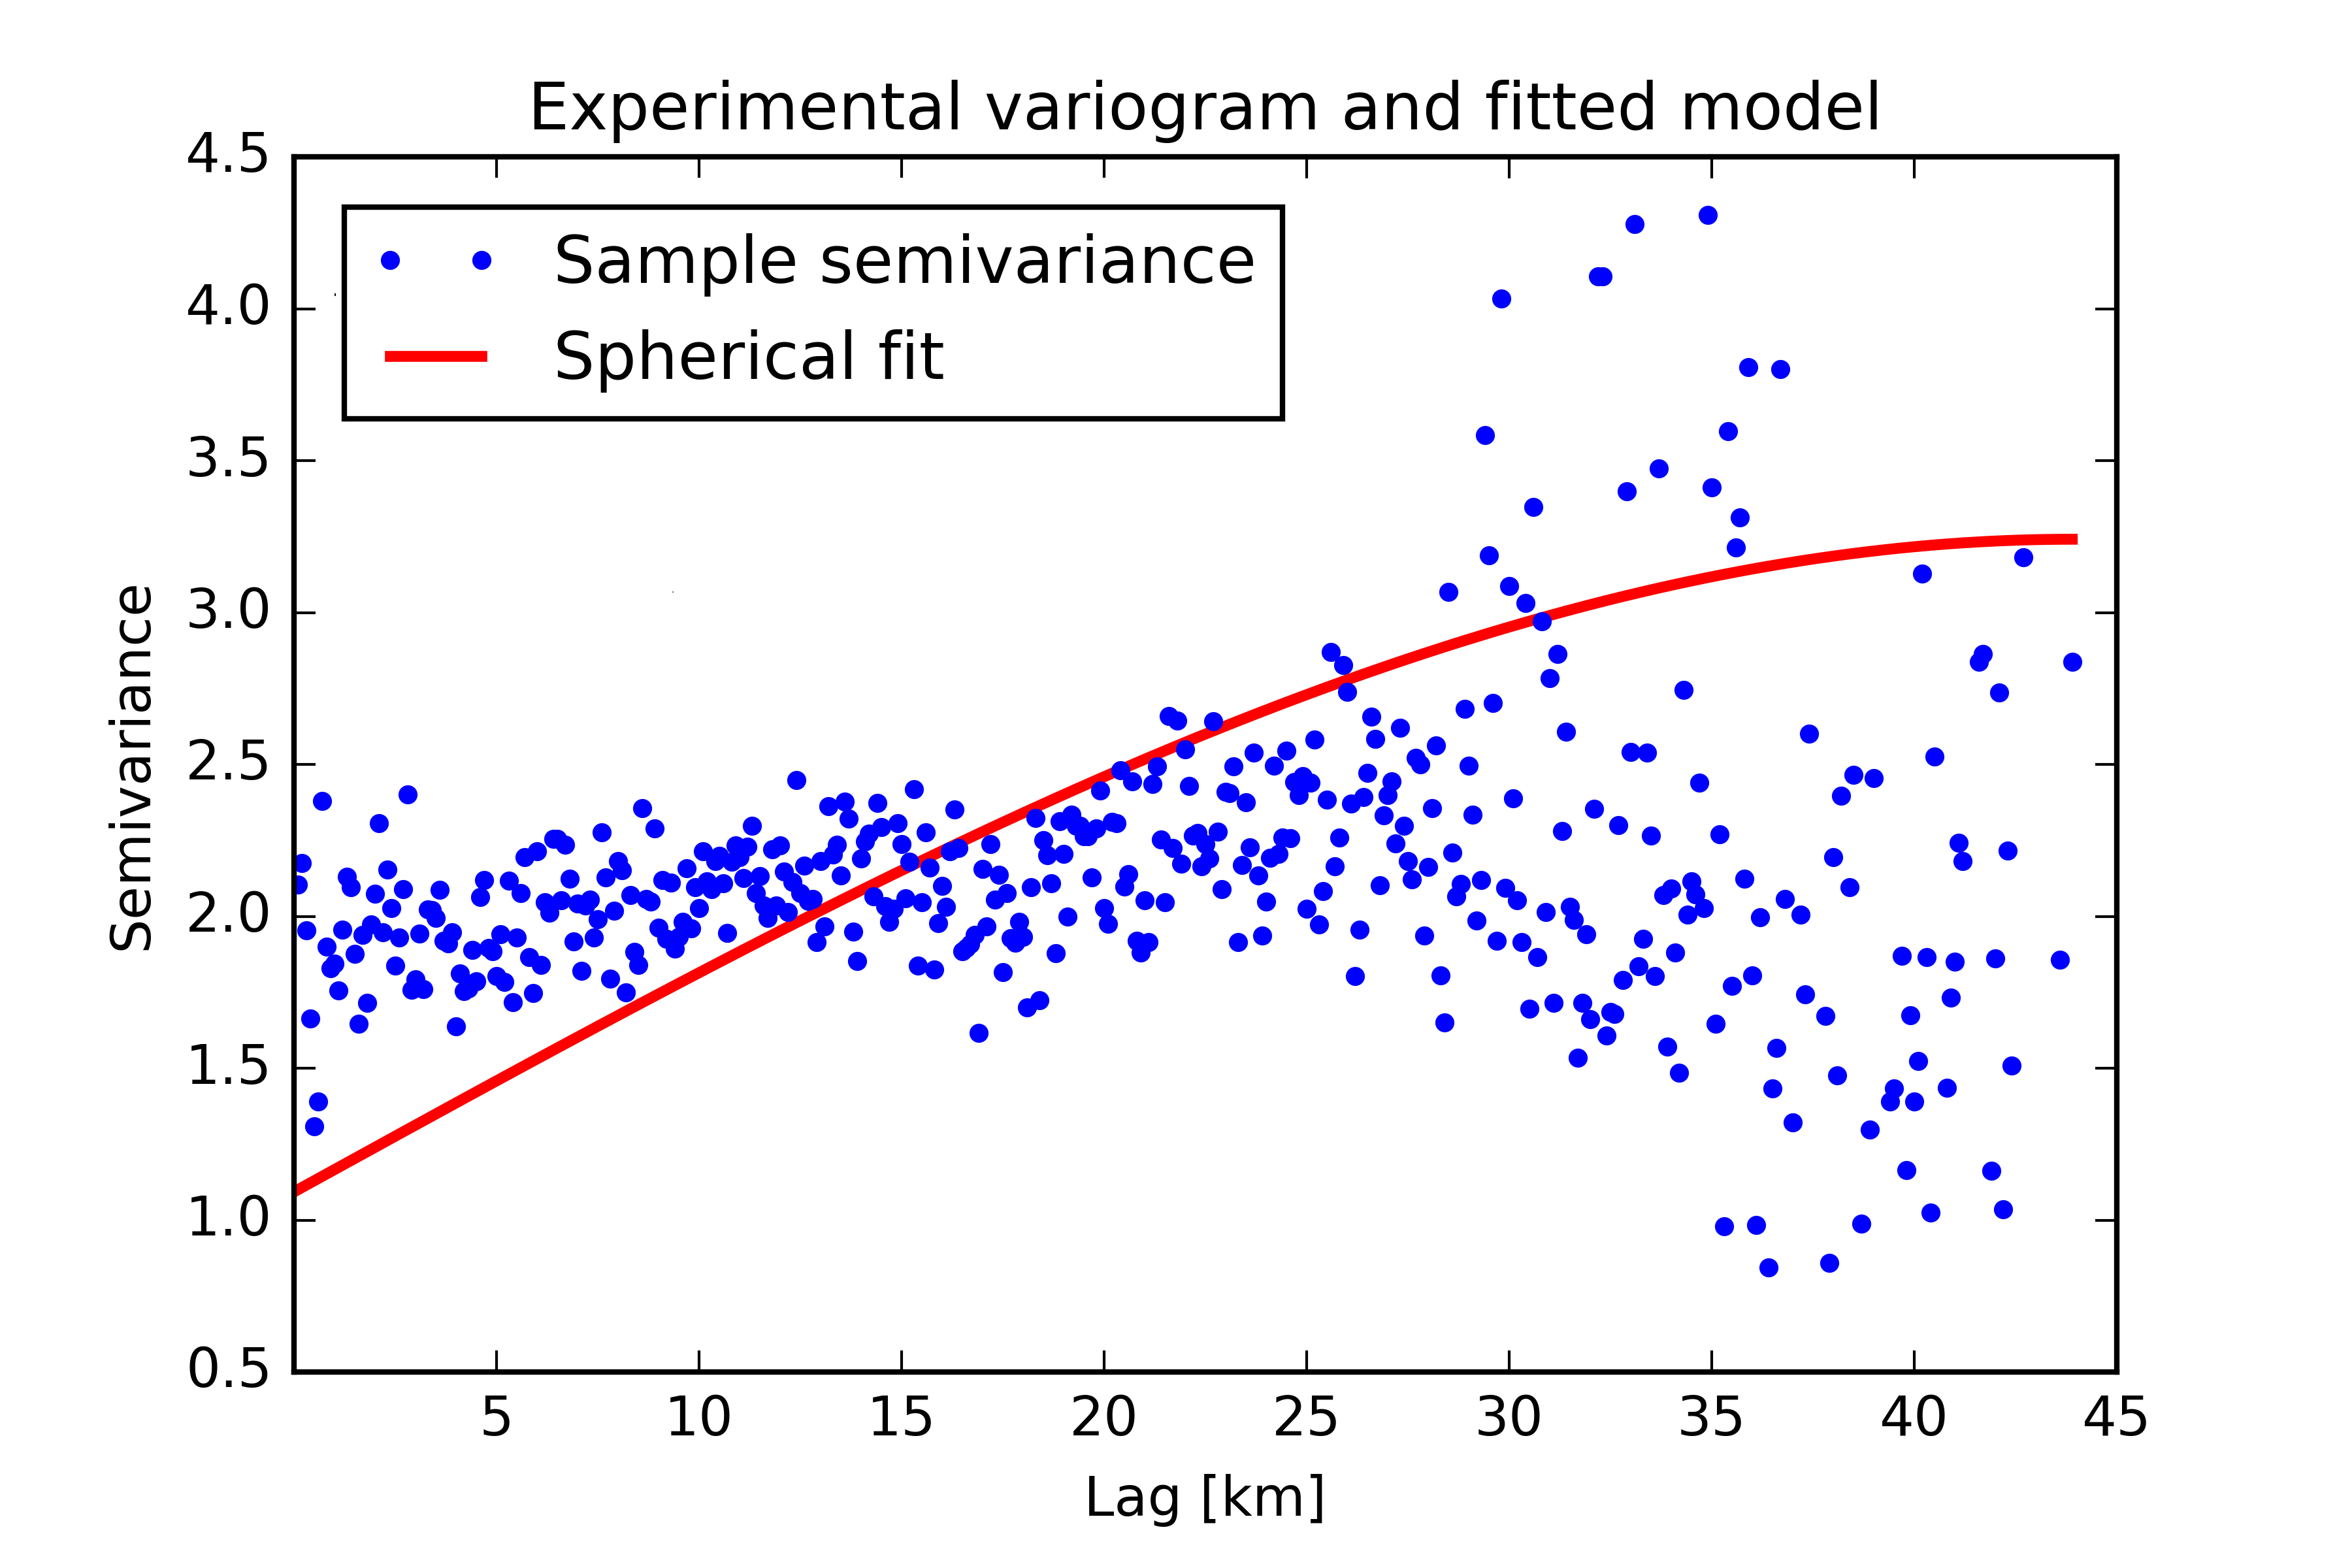 Experimental variogram and fitted model
4.5
4.0
3.5
3.0
2.5
2.0
1.5
1.0
0.5
Semivariance
Sample semivariance
Spherical fit
5 10 15 20 25 30 35 40 45
Lag [km]